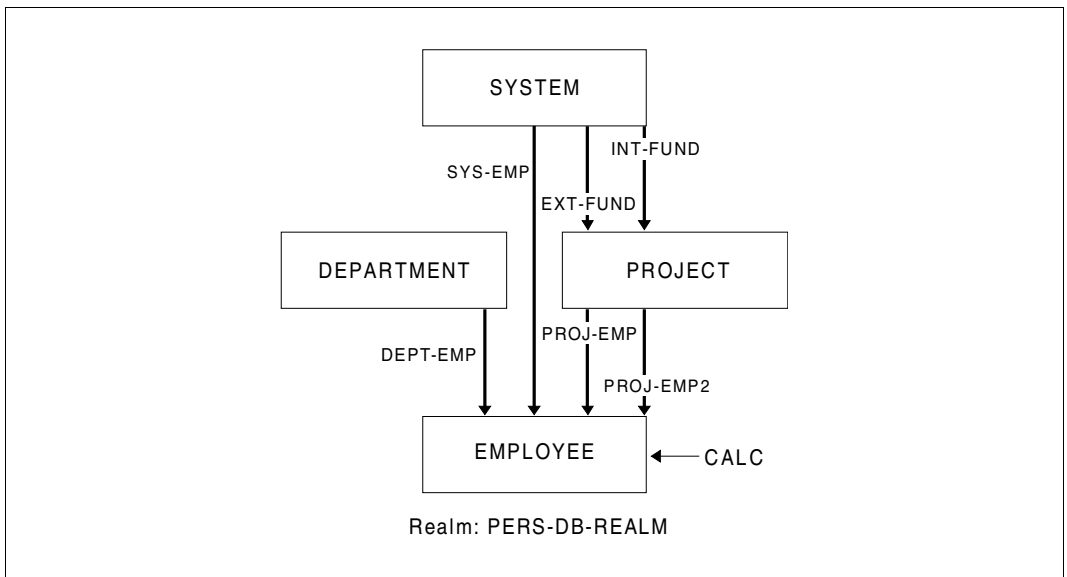 SYSTEM
INT-FUND
SYS-EMP
EXT-FUND
DEPARTMENT
PROJECT
PROJ-EMP
DEPT-EMP
PROJ-EMP2
EMPLOYEE
CALC
Realm: PERS-DB-REALM